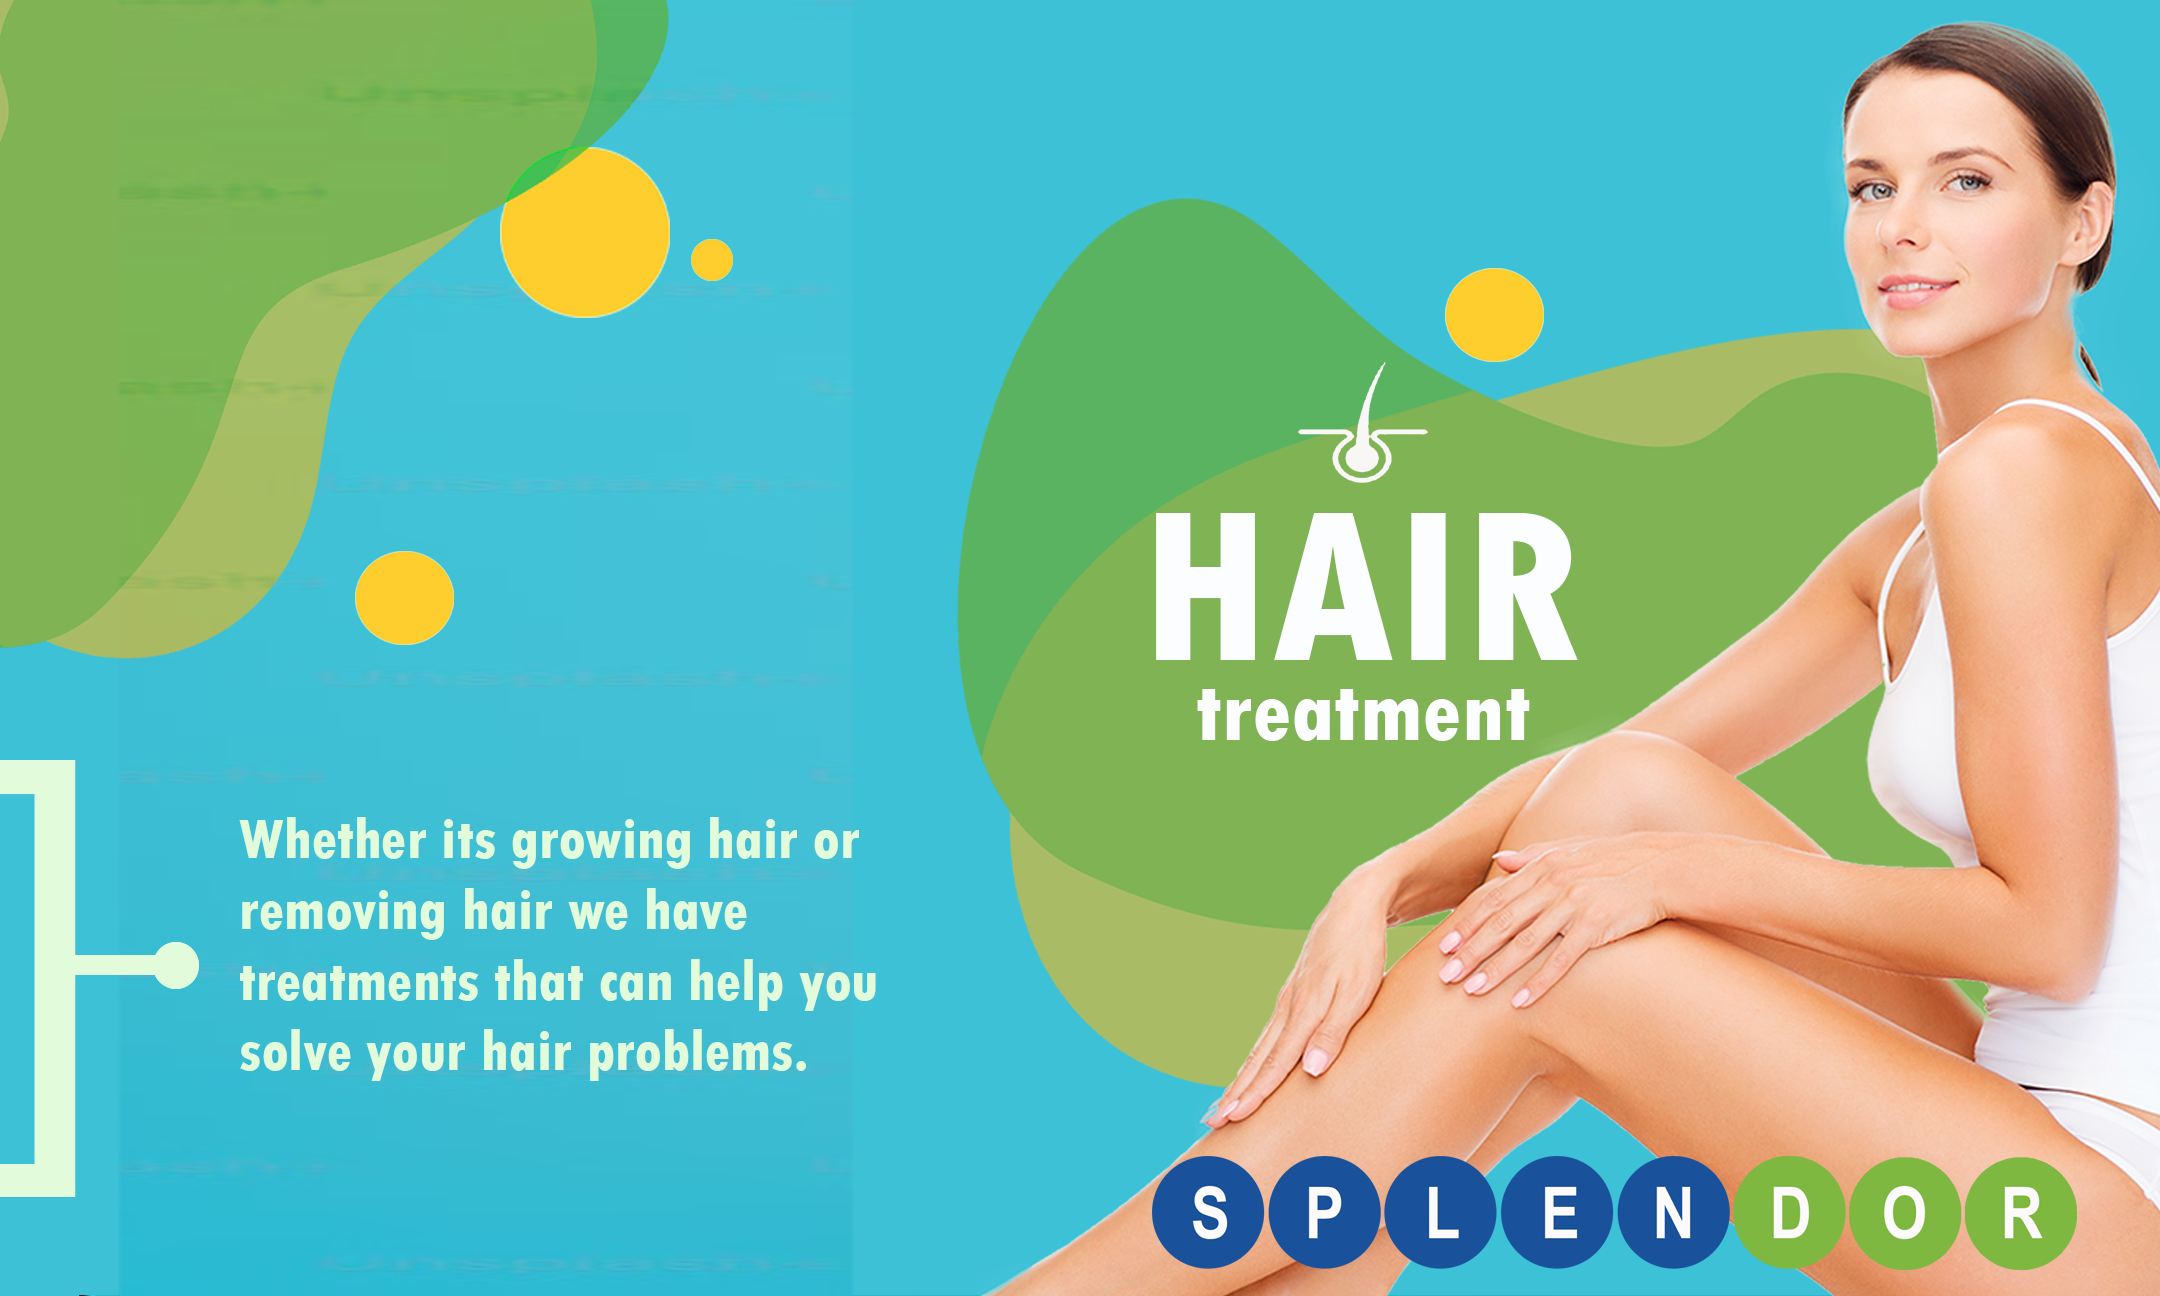 HAIR
treatment
Whether its growing hair or
removing hair we have
treatments that can help you
solve your hair problems.
SPLENDOR